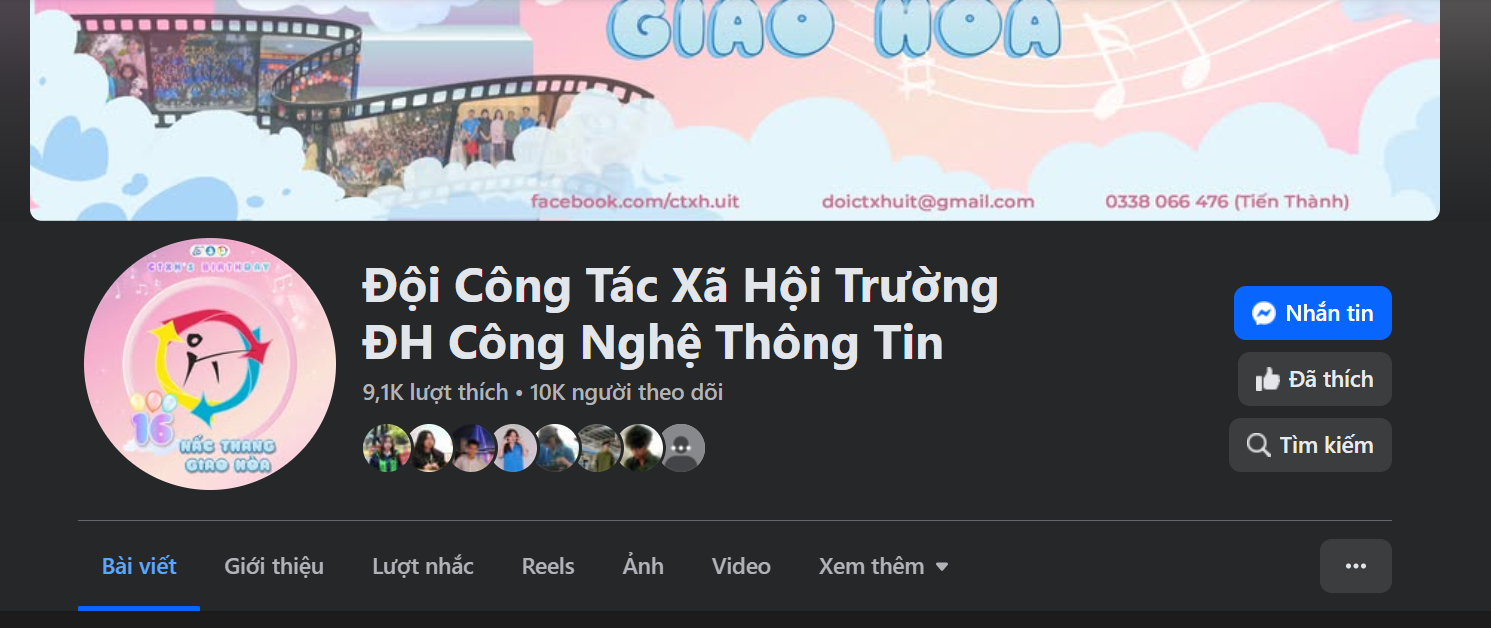 GIAO HÒA
facebook.com/ctxh.uit
doictxhuit@gmail.com
0338 066 476 (Tiến Thành)
CTXH'S BIRTHDAY
16
NẤC THANG
GIAO HÒA
Đội Công Tác Xã Hội Trường
ĐH Công Nghệ Thông Tin
9,1K lượt thích • 10K người theo dõi
Nhắn tin
Đã thích
Tìm kiếm
Bài viết
Giới thiệu
Lượt nhắc
Reels
Ảnh
Video
Xem thêm